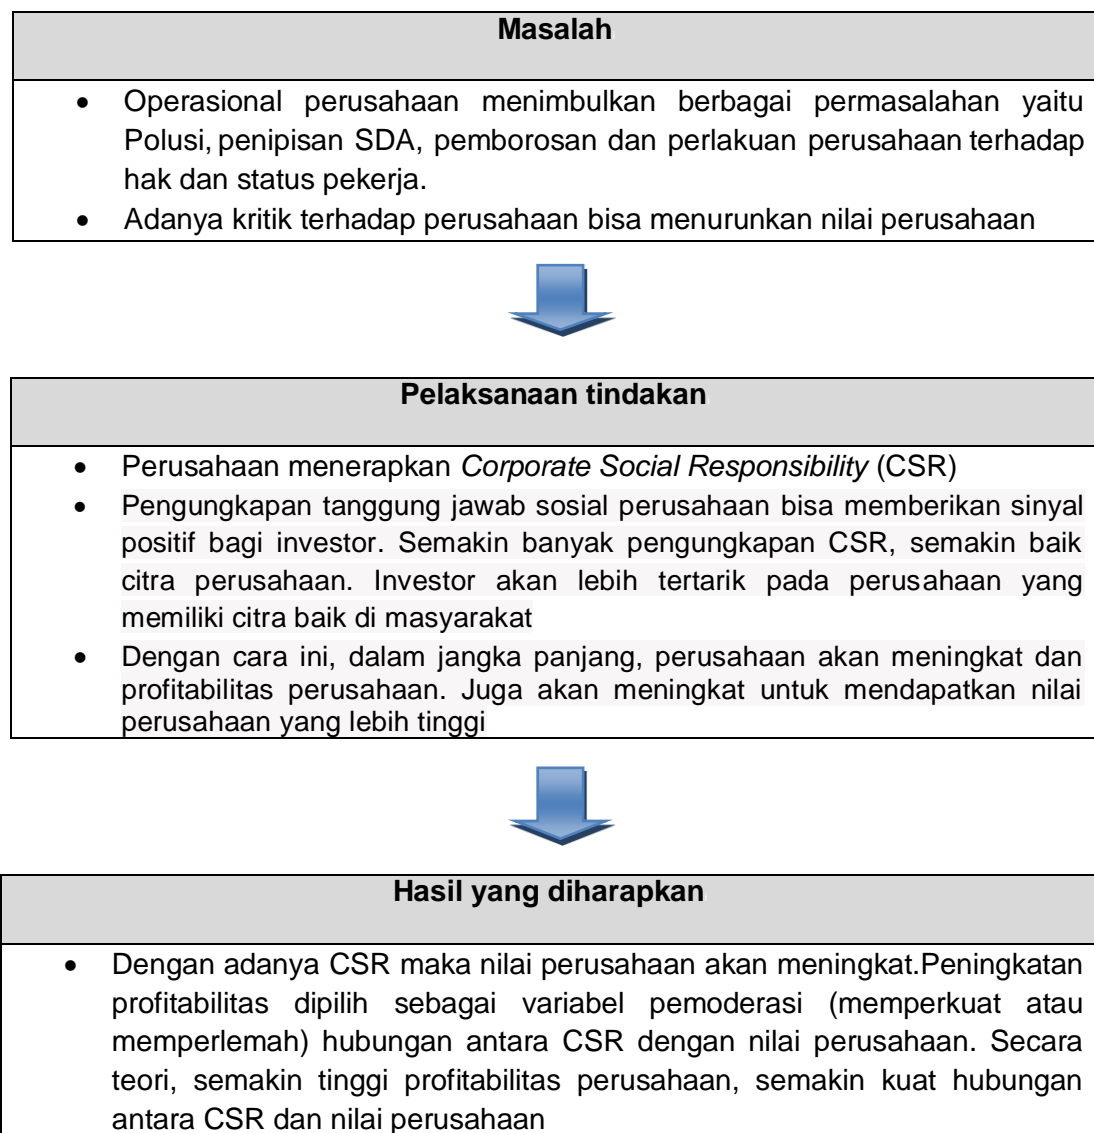 Masalah
• Operasional perusahaan menimbulkan berbagai permasalahan yaitu
Polusi, penipisan SDA, pemborosan dan perlakuan perusahaan terhadap
hak dan status pekerja.
• Adanya kritik terhadap perusahaan bisa menurunkan nilai perusahaan
Pelaksanaan tindakan
• Perusahaan menerapkan Corporate Social Responsibility (CSR)
• Pengungkapan tanggung jawab sosial perusahaan bisa memberikan sinyal
positif bagi investor. Semakin banyak pengungkapan CSR, semakin baik
citra perusahaan. Investor akan lebih tertarik pada perusahaan yang
memiliki citra baik di masyarakat
• Dengan cara ini, dalam jangka panjang, perusahaan akan meningkat dan
profitabilitas perusahaan. Juga akan meningkat untuk mendapatkan nilai
perusahaan yang lebih tinggi
Hasil yang diharapkan
• Dengan adanya CSR maka nilai perusahaan akan meningkat.Peningkatan
profitabilitas dipilih sebagai variabel pemoderasi (memperkuat atau
memperlemah) hubungan antara CSR dengan nilai perusahaan. Secara
teori, semakin tinggi profitabilitas perusahaan, semakin kuat hubungan
antara CSR dan nilai perusahaan